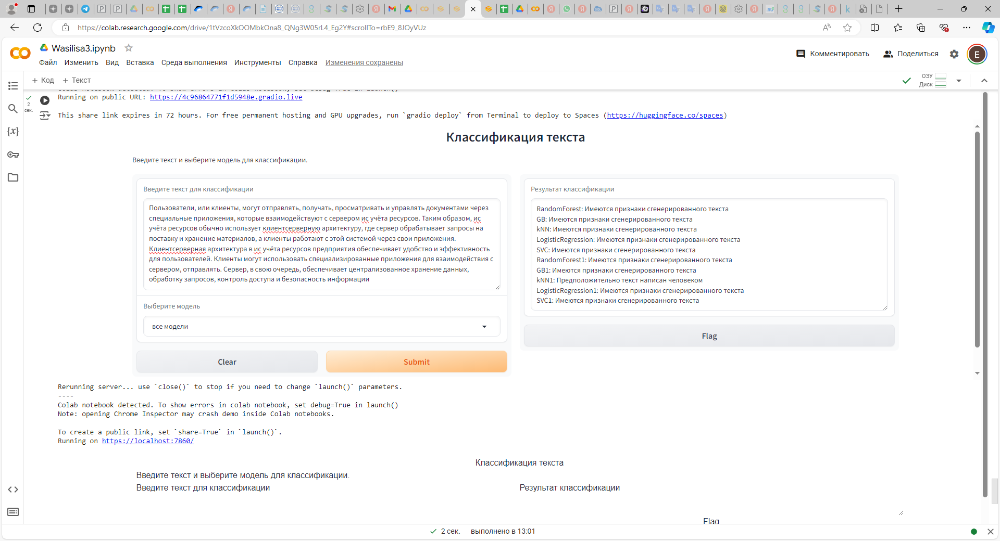 https://colab.research.google.com/drive/1tVzcoXkOOMbkOna8_QNg3W05rL4_Eg2Y#scrollTo=rbE9_8JOyVUz
Wasilisa3.ipynb
Комментировать
Поделиться
E
Файл Изменить Вид Вставка Среда выполнения Инструменты Справка Изменения сохранены
+ Код + Текст
ОЗУ
Диск
2
сек.
Running on public URL: https://4c96864771f1d5948e.gradio.live
This share link expires in 72 hours. For free permanent hosting and GPU upgrades, run `gradio deploy` from Terminal to deploy to Spaces (https://huggingface.co/spaces)
Классификация текста
Введите текст и выберите модель для классификации.
Введите текст для классификации
Пользователи, или клиенты, могут отправлять, получать, просматривать и управлять документами через
специальные приложения, которые взаимодействуют с сервером ис учёта ресурсов. Таким образом, ис
учёта ресурсов обычно использует клиентсерверную архитектуру, где сервер обрабатывает запросы на
поставку и хранение материалов, а клиенты работают с этой системой через свои приложения.
Клиентсерверная архитектура в ис учёта ресурсов предприятия обеспечивает удобство и эффективность
для пользователей. Клиенты могут использовать специализированные приложения для взаимодействия с
сервером, отправлять. Сервер, в свою очередь, обеспечивает централизованное хранение данных,
обработку запросов, контроль доступа и безопасность информации
Выберите модель
все модели
Clear
Submit
Результат классификации
RandomForest: Имеются признаки сгенерированного текста
GB: Имеются признаки сгенерированного текста
kNN: Имеются признаки сгенерированного текста
LogisticRegression: Имеются признаки сгенерированного текста
SVC: Имеются признаки сгенерированного текста
RandomForest1: Имеются признаки сгенерированного текста
GB1: Имеются признаки сгенерированного текста
kNN1: Предположительно текст написан человеком
LogisticRegression1: Имеются признаки сгенерированного текста
SVC1: Имеются признаки сгенерированного текста
Flag
Rerunning server... use `close()` to stop if you need to change `launch()` parameters.
----
Colab notebook detected. To show errors in colab notebook, set debug=True in launch()
Note: opening Chrome Inspector may crash demo inside Colab notebooks.
To create a public link, set `share=True` in `launch()`.
Running on https://localhost:7860/
Классификация текста
Введите текст и выберите модель для классификации.
Введите текст для классификации
Результат классификации
Flag
2 сек. выполнено в 13:01